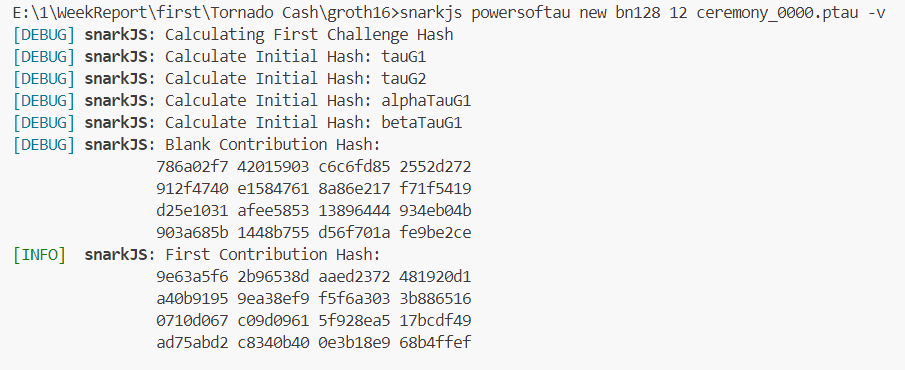 E:\1\WeekReport\first\Tornado Cash\groth16>snarkjs powersoftau new bn128 12 ceremony_0000.ptau -v
[DEBUG] snarkJS: Calculating First Challenge Hash
[DEBUG] snarkJS: Calculate Initial Hash: tauG1
[DEBUG] snarkJS: Calculate Initial Hash: tauG2
[DEBUG] snarkJS: Calculate Initial Hash: alphaTauG1
[DEBUG] snarkJS: Calculate Initial Hash: betaTauG1
[DEBUG] snarkJS: Blank Contribution Hash:
786a02f7 42015903 c6c6fd85 2552d272
912f4740 e1584761 8a86e217 f71f5419
d25e1031 afee5853 13896444 934eb04b
903a685b 1448b755 d56f701a fe9be2ce
[INFO] snarkJS: First Contribution Hash:
9e63a5f6 2b96538d aaed2372 481920d1
a40b9195 9ea38ef9 f5f6a303 3b886516
0710d067 c09d0961 5f928ea5 17bcdf49
ad75abd2 c8340b40 0e3b18e9 68b4ffef